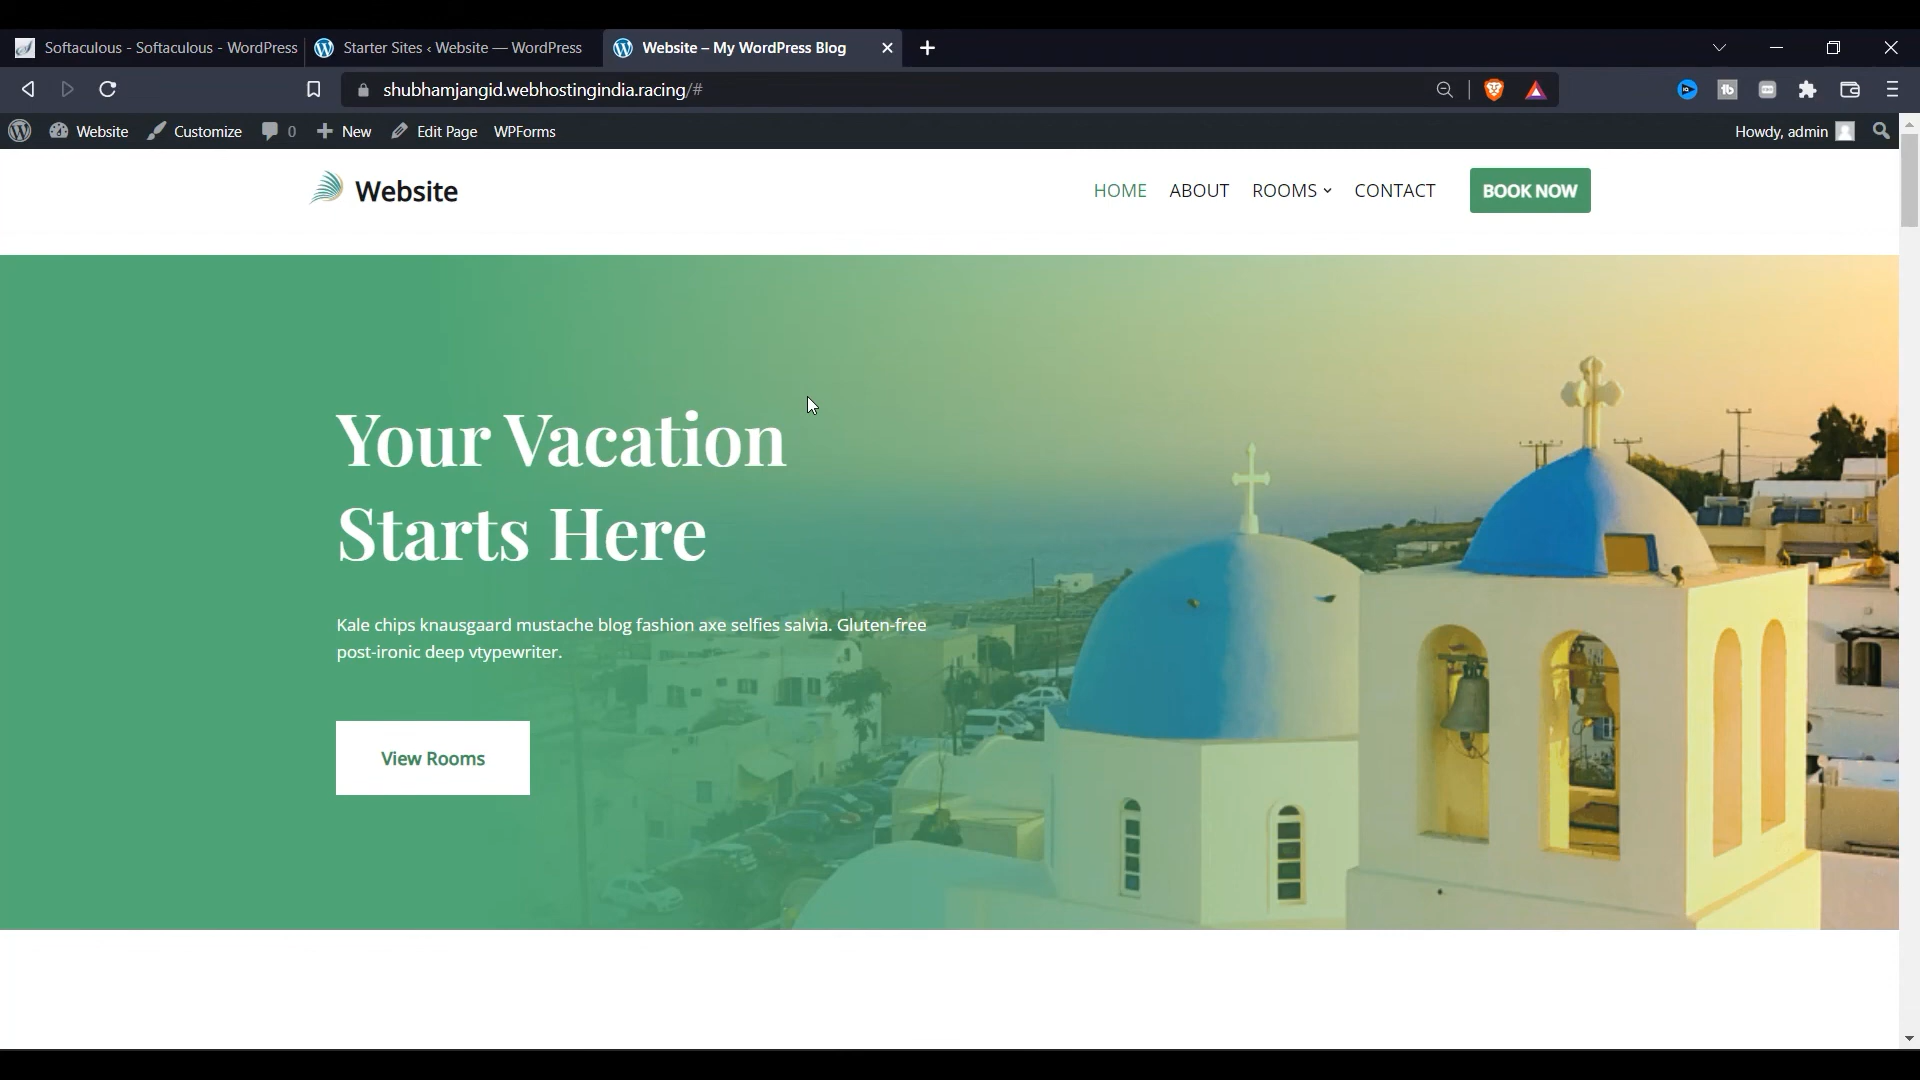 Softaculous - Softaculous - WordPress
Starter Sites ‹ Website — WordPress
Website – My WordPress Blog
shubhamjangid.webhostingindia.racing/#
Website
Customize
0
New
Edit Page
WPForms
Howdy, admin
Website
HOME
ABOUT
ROOMS
CONTACT
BOOK NOW
Your Vacation
Starts Here
Kale chips knausgaard mustache blog fashion axe selfies salvia. Gluten-free
post-ironic deep vtypewriter.
View Rooms